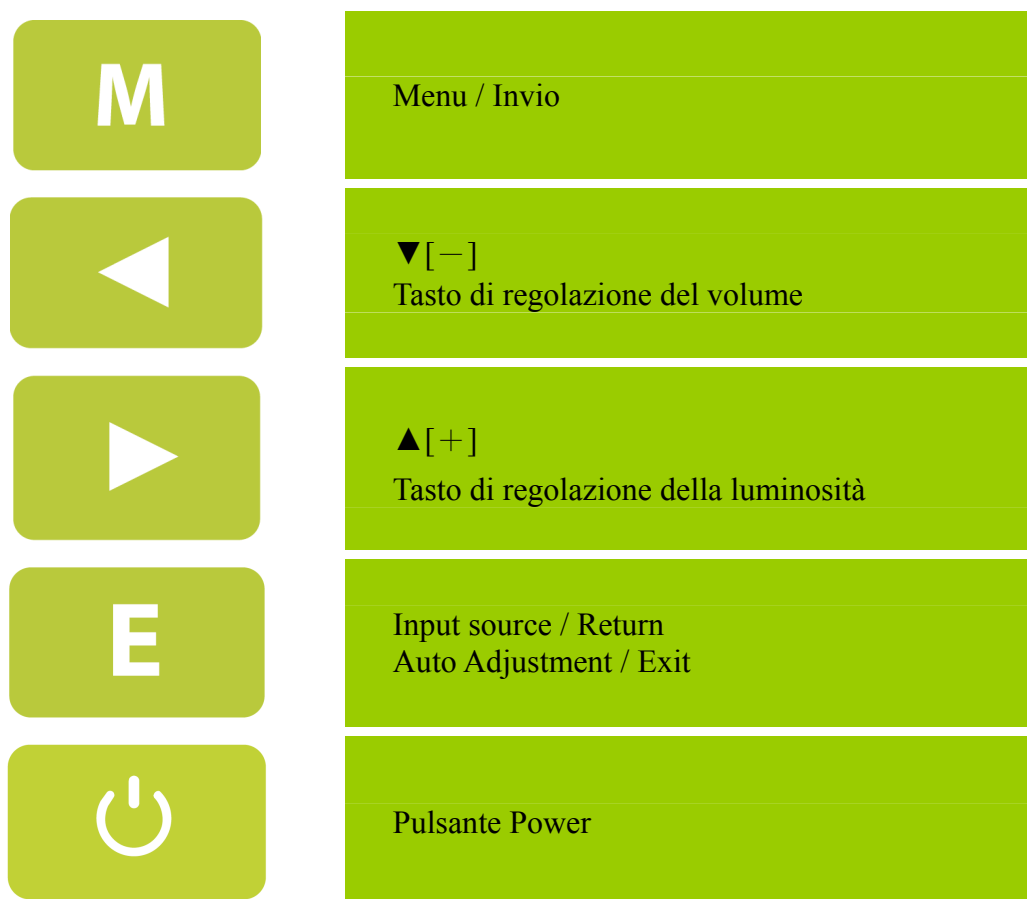 M
Menu / Invio
◀
▼[－]
Tasto di regolazione del volume
▶
▲[＋]
Tasto di regolazione della luminosità
E
Input source / Return
Auto Adjustment / Exit
Pulsante Power